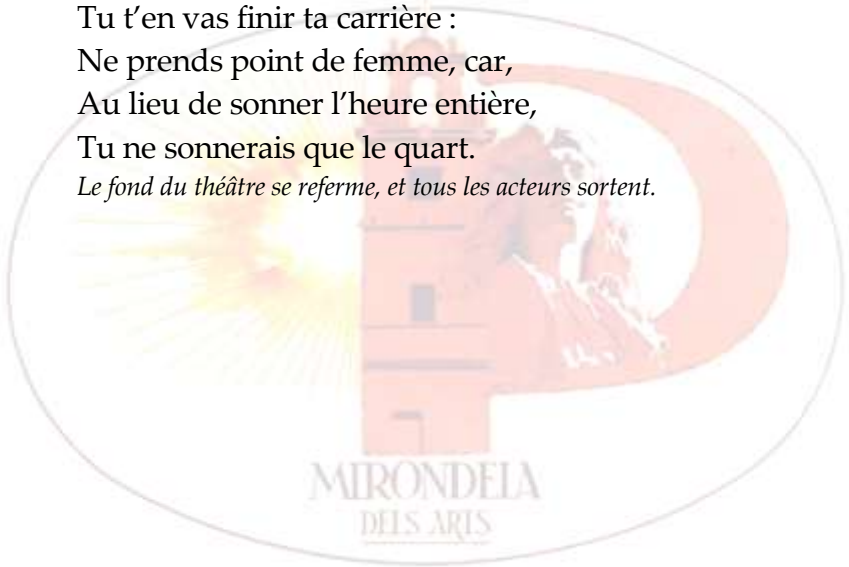 Tu t'en vas finir ta carrière :
Ne prends point de femme, car,
Au lieu de sonner l'heure entière,
Tu ne sonnerais que le quart.
Le fond du théâtre se referme, et tous les acteurs sortent.
MIRONDELA
DELS ARTS